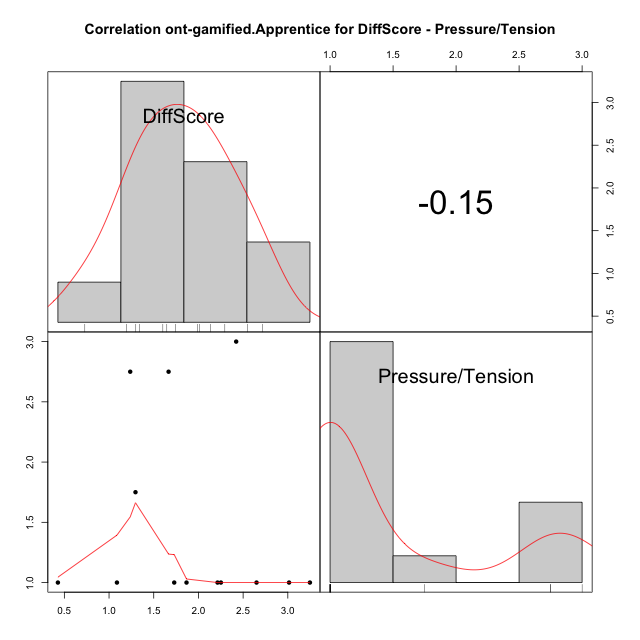 Correlation ont-gamified.Apprentice for DiffScore - Pressure/Tension
1.0 1.5 2.0 2.5 3.0
DiffScore
-0.15
3.0
2.5
2.0
1.5
1.0
0.5
3.0
2.5
2.0
1.5
1.0
Pressure/Tension
0.5 1.0 1.5 2.0 2.5 3.0